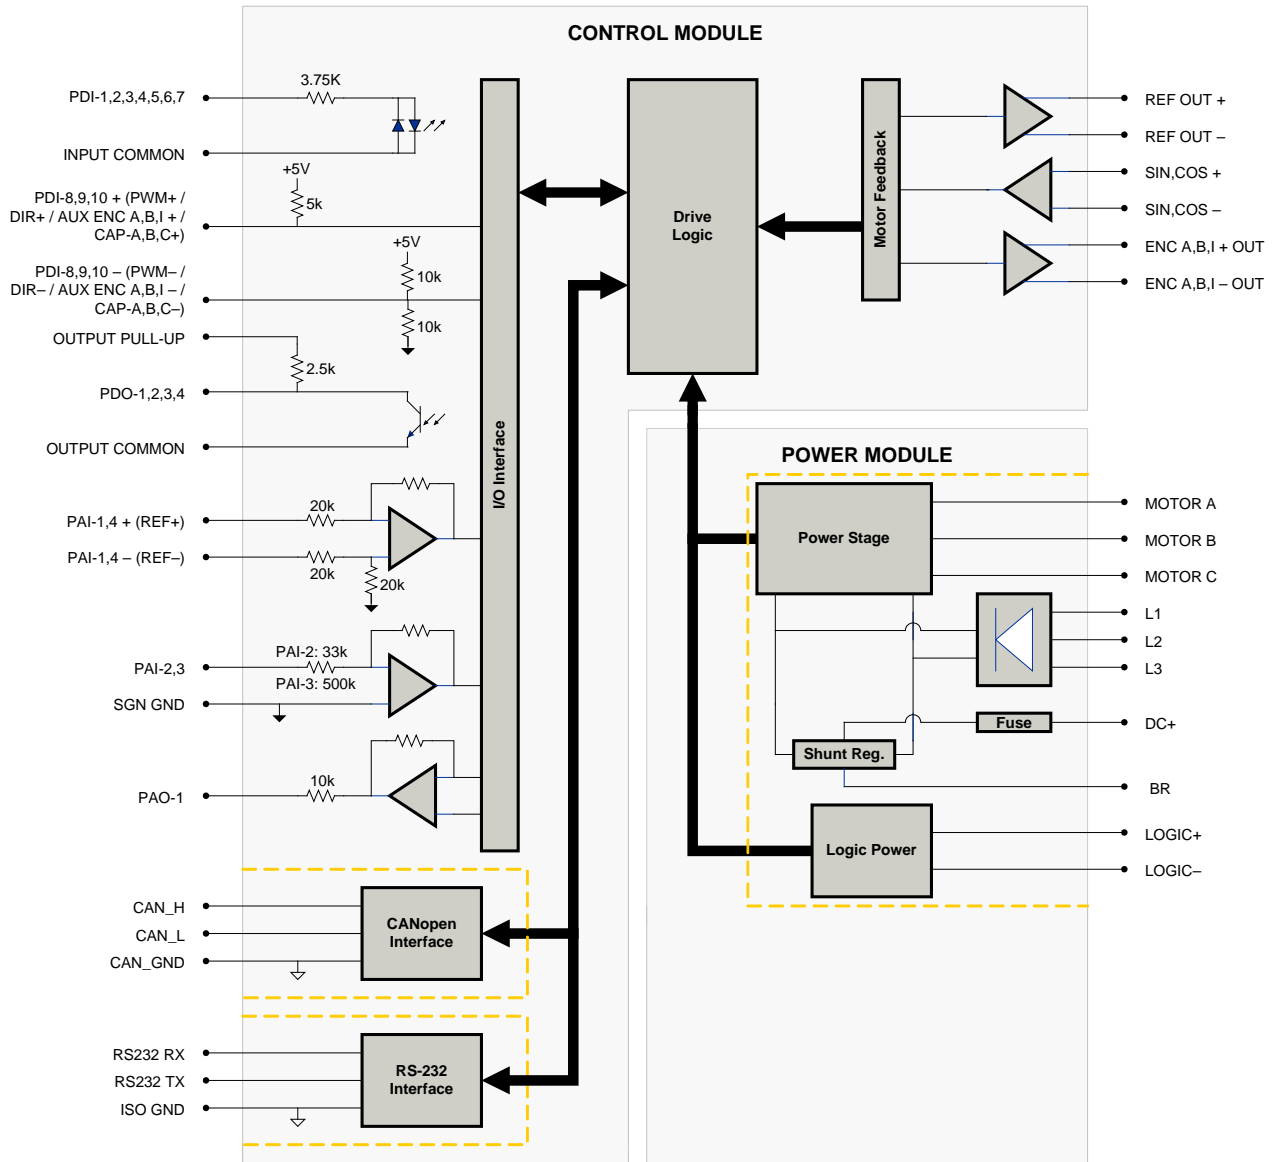 CONTROL MODULE
3.75K
PDI-1,2,3,4,5,6,7
INPUT COMMON
+5V
5k
PDI-8,9,10 + (PWM+ /
DIR+ / AUX ENC A,B,I + /
CAP-A,B,C+)
+5V
10k
PDI-8,9,10 – (PWM– /
DIR– / AUX ENC A,B,I – /
CAP-A,B,C–)
10k
OUTPUT PULL-UP
2.5k
PDO-1,2,3,4
OUTPUT COMMON
20k
PAI-1,4 + (REF+)
PAI-1,4 – (REF–)
20k
20k
PAI-2: 33k
PAI-2,3
PAI-3: 500k
SGN GND
10k
PAO-1
I/O Interface
CAN_H
CAN_L
CAN_GND
CANopen
Interface
RS232 RX
RS232 TX
ISO GND
RS-232
Interface
Drive
Logic
Motor Feedback
REF OUT +
REF OUT –
SIN,COS +
SIN,COS –
ENC A,B,I + OUT
ENC A,B,I – OUT
POWER MODULE
Power Stage
MOTOR A
MOTOR B
MOTOR C
L1
L2
L3
Fuse
DC+
Shunt Reg.
BR
Logic Power
LOGIC+
LOGIC–